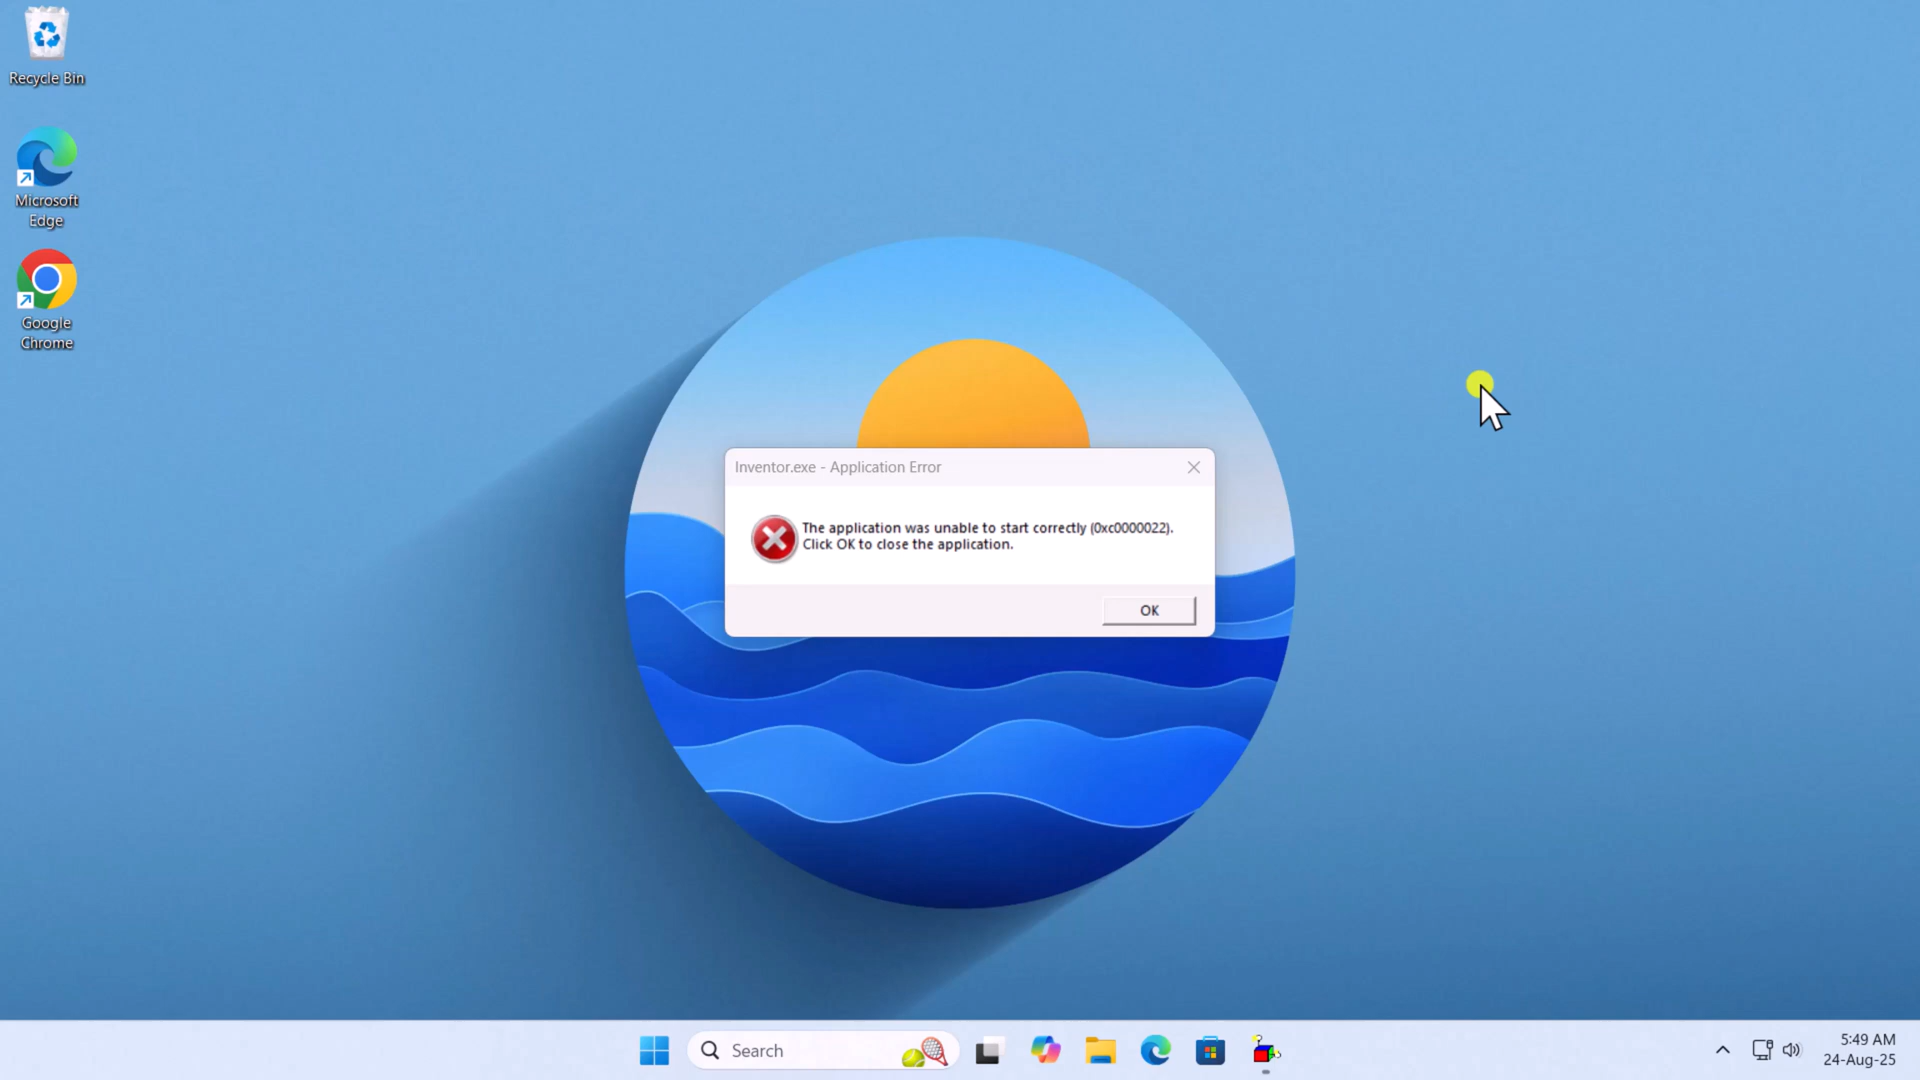 Recycle Bin
Microsoft
Edge
Google
Chrome
Inventor.exe - Application Error
The application was unable to start correctly (0xc0000022).
Click OK to close the application.
OK
Search
5:49 AM
24-Aug-25